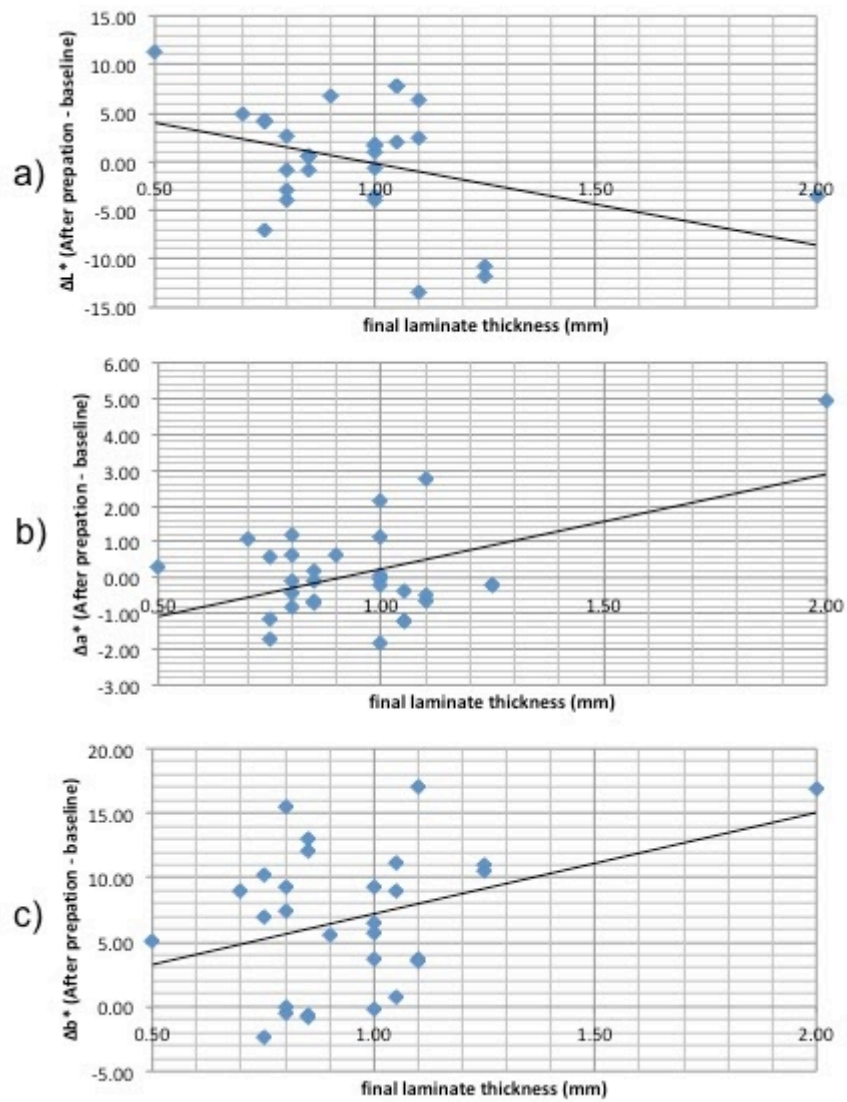 a)
ΔL* (After prepation - baseline)
15.00
10.00
5.00
0.00
-5.00
-10.00
-15.00
0.50 1.00 1.50 2.00
final laminate thickness (mm)
b)
Δa* (After prepation - baseline)
6.00
5.00
4.00
3.00
2.00
1.00
0.00
-1.00
-2.00
-3.00
0.50 1.00 1.50 2.00
final laminate thickness (mm)
c)
Δb* (After prepation - baseline)
20.00
15.00
10.00
5.00
0.00
-5.00
0.50 1.00 1.50 2.00
final laminate thickness (mm)